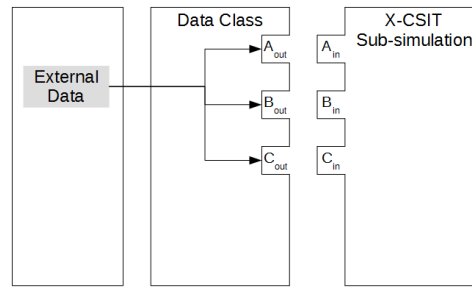 Data Class
X-CSIT
Sub-simulation
External
Data
A out
A in
B out
B in
C out
C in